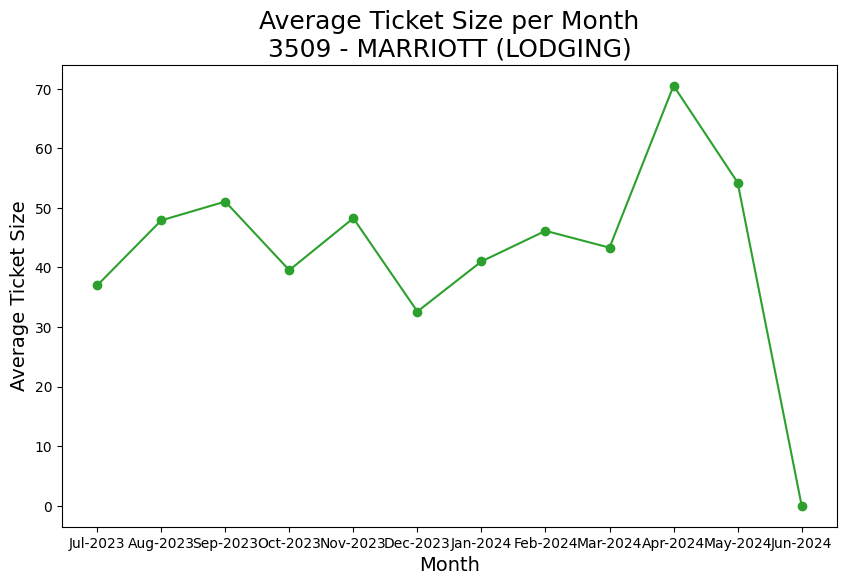 Average Ticket Size per Month
3509 - MARRIOTT (LODGING)
Average Ticket Size
70
60
50
40
30
20
10
0
Jul-2023 Aug-2023 Sep-2023 Oct-2023 Nov-2023 Dec-2023 Jan-2024 Feb-2024 Mar-2024 Apr-2024 May-2024 Jun-2024
Month